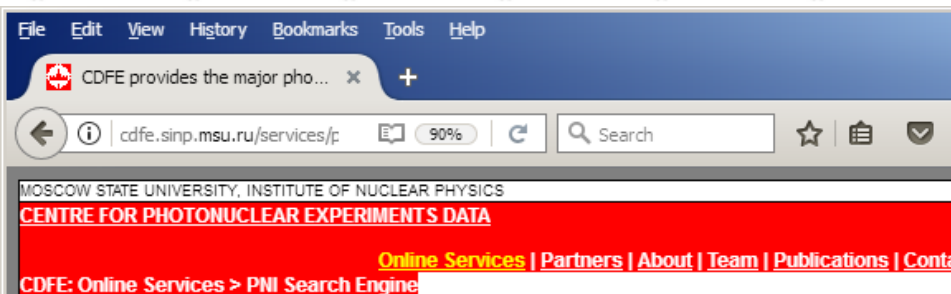 File Edit View History Bookmarks Tools Help
CDFE provides the major pho...
cdfe.sinp.msu.ru/services/p 90% Search
MOSCOW STATE UNIVERSITY, INSTITUTE OF NUCLEAR PHYSICS
CENTRE FOR PHOTONUCLEAR EXPERIMENTS DATA
Online Services | Partners | About | Team | Publications | Conta
CDFE: Online Services > PNI Search Engine